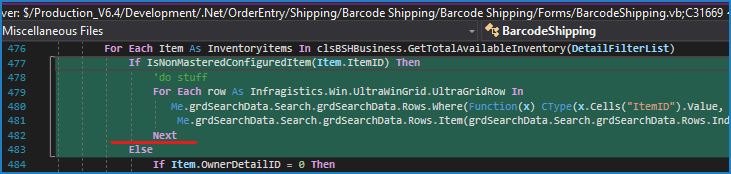 ver: $/Production_V6.4/Development/.Net/OrderEntry/Shipping/Barcode Shipping/Barcode Shipping/Forms/BarcodeShipping.vb;C31669
Miscellaneous Files
BarcodeShipping
476 For Each Item As Inventoryitems In clsBSHBusiness.GetTotalAvailableInventory(DetailFilterList)
477 If IsNonMasteredConfiguredItem(Item.ItemID) Then
478 'do stuff
479 For Each row As Infragistics.Win.UltraWinGrid.UltraGridRow In
480 Me.grdSearchData.Search.grdSearchData.Rows.Where(Function(x) CType(x.Cells("ItemID").Value,
481 Me.grdSearchData.Search.grdSearchData.Rows.Item(grdSearchData.Search.grdSearchData.Rows.Ind
482 Next
483 Else
484 If Item.OwnerDetailID = 0 Then